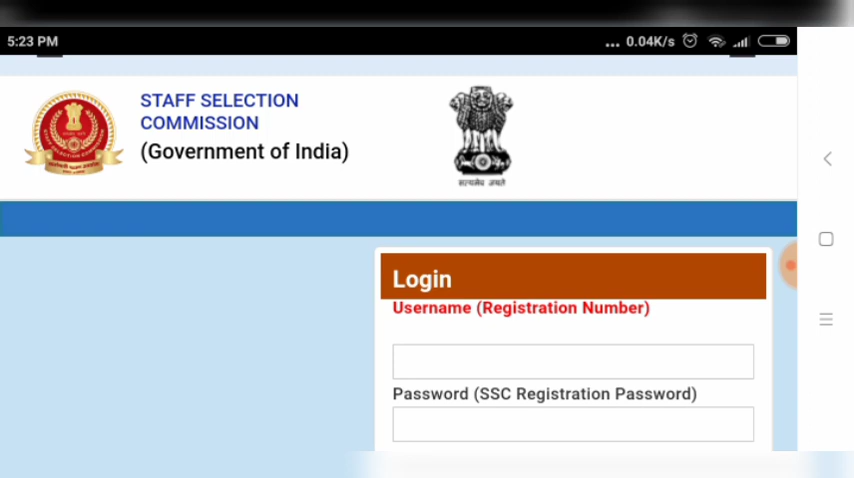 5:23 PM
... 0.04K/s
STAFF SELECTION
COMMISSION
(Government of India)
सत्यमेव जयते
Login
Username (Registration Number)
Password (SSC Registration Password)